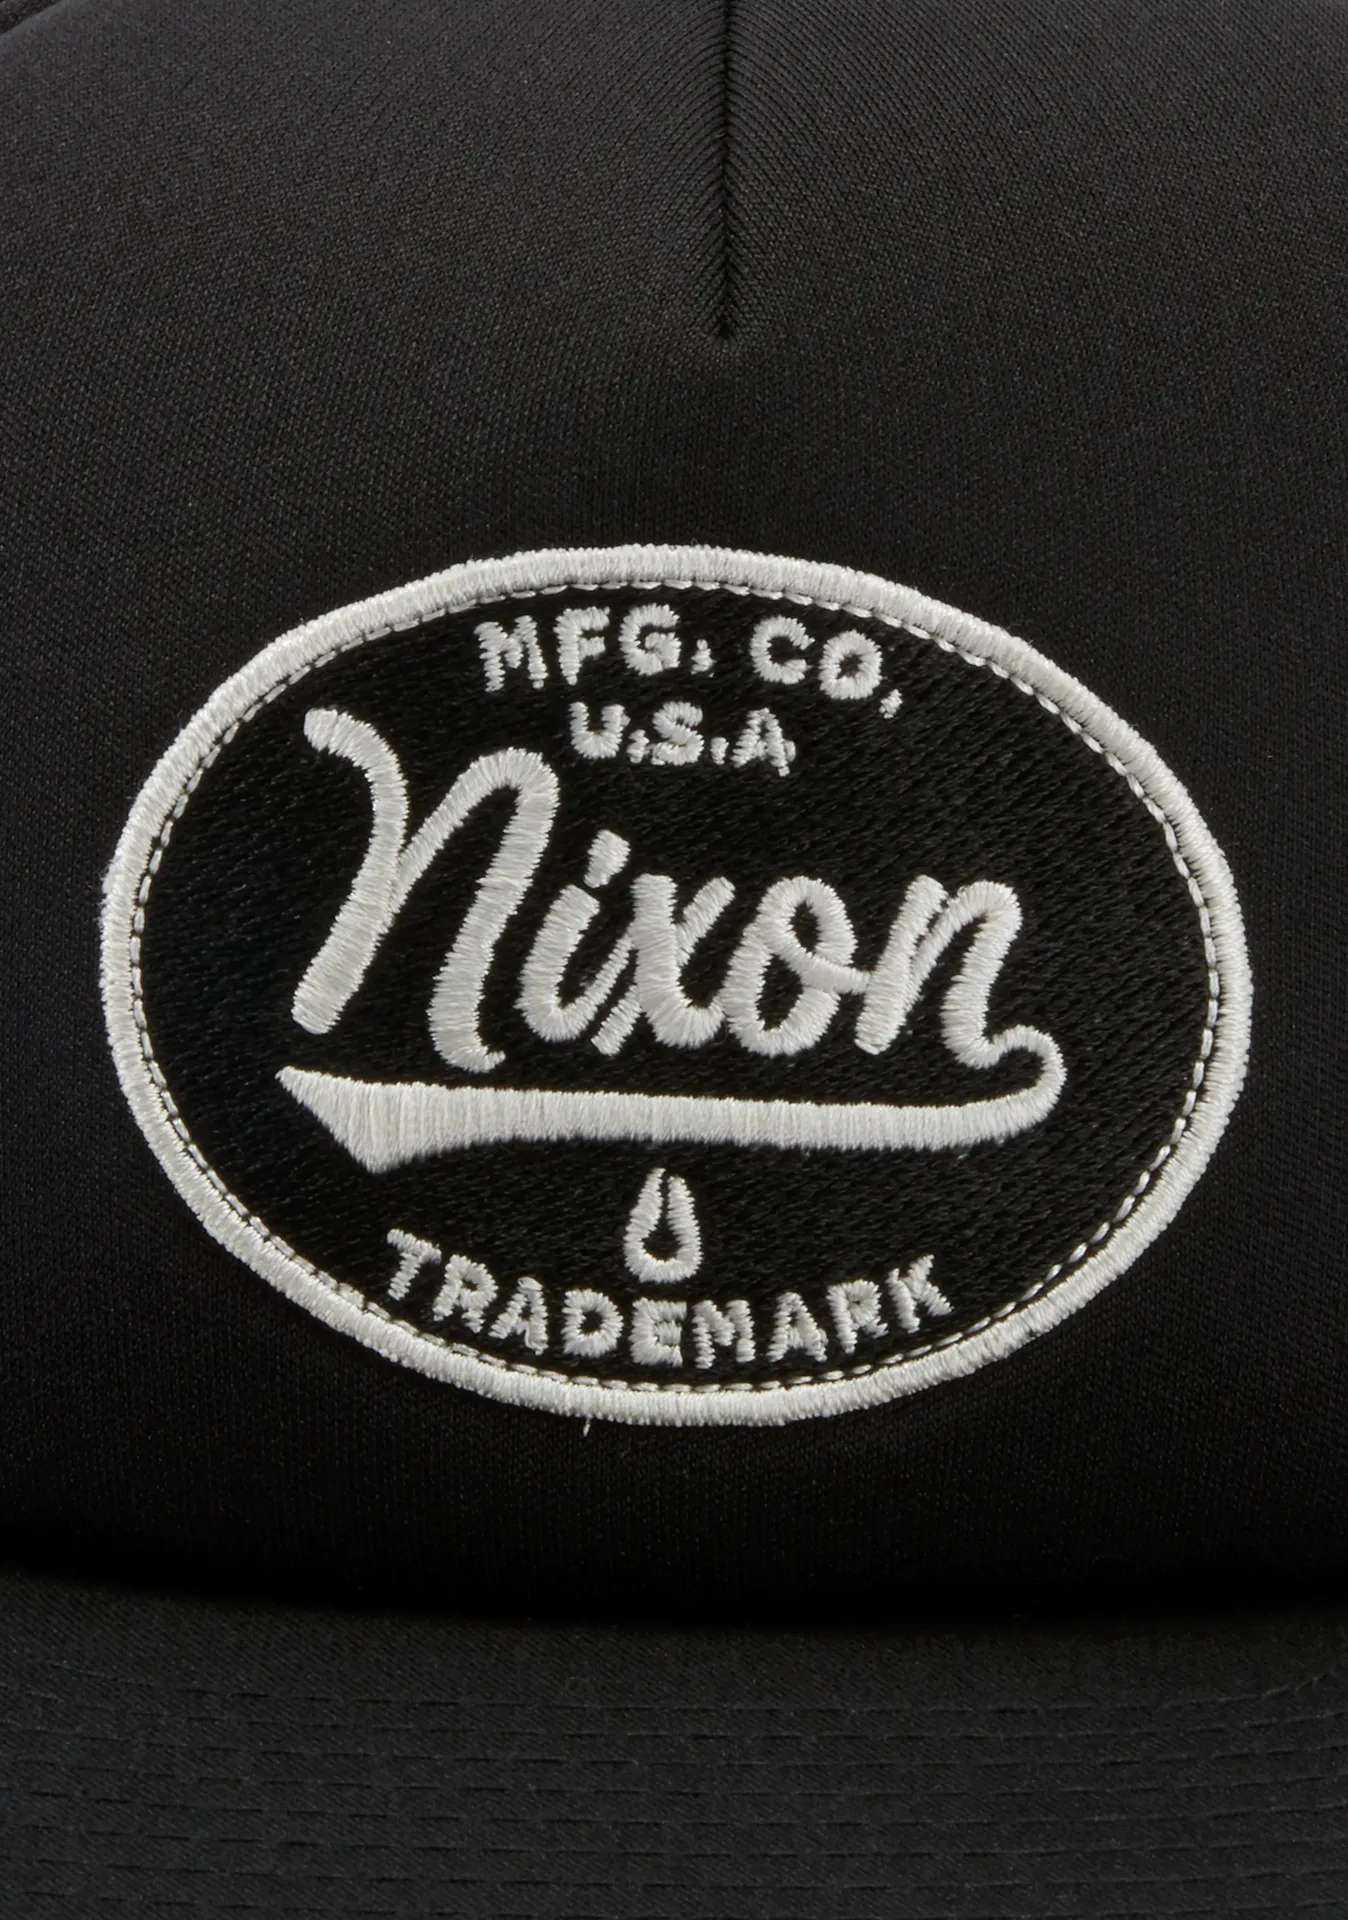 MFG. CO.
U.S.A
Nixon
TRADEMARK